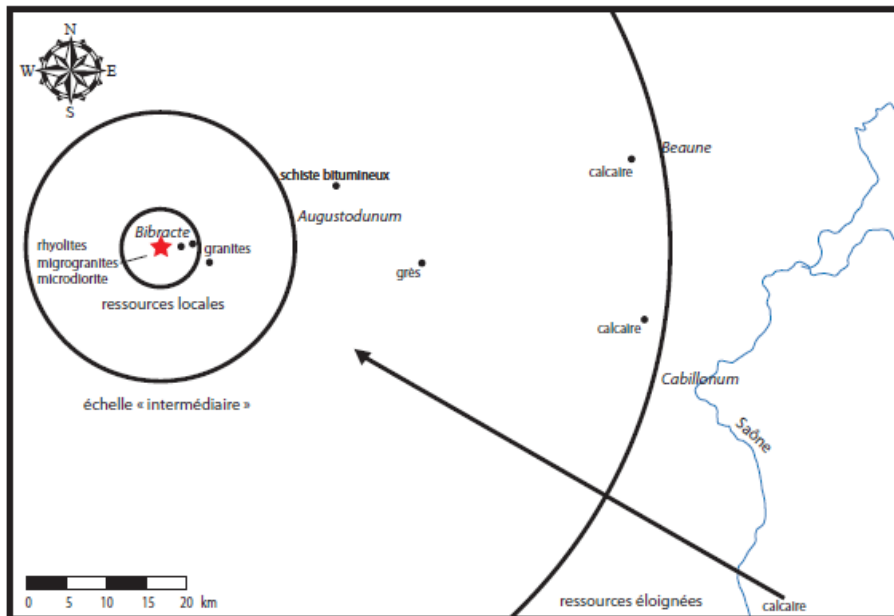 N
W E
S
Beaune
calcaire
schiste bitumineux
Augustodunum
Bibracte
rhyolites
migrogranites
microdiorite
granites
grès
ressources locales
calcaire
Cabillonum
échelle « intermédiaire »
Saône
0 5 10 15 20 km
ressources éloignées
calcaire